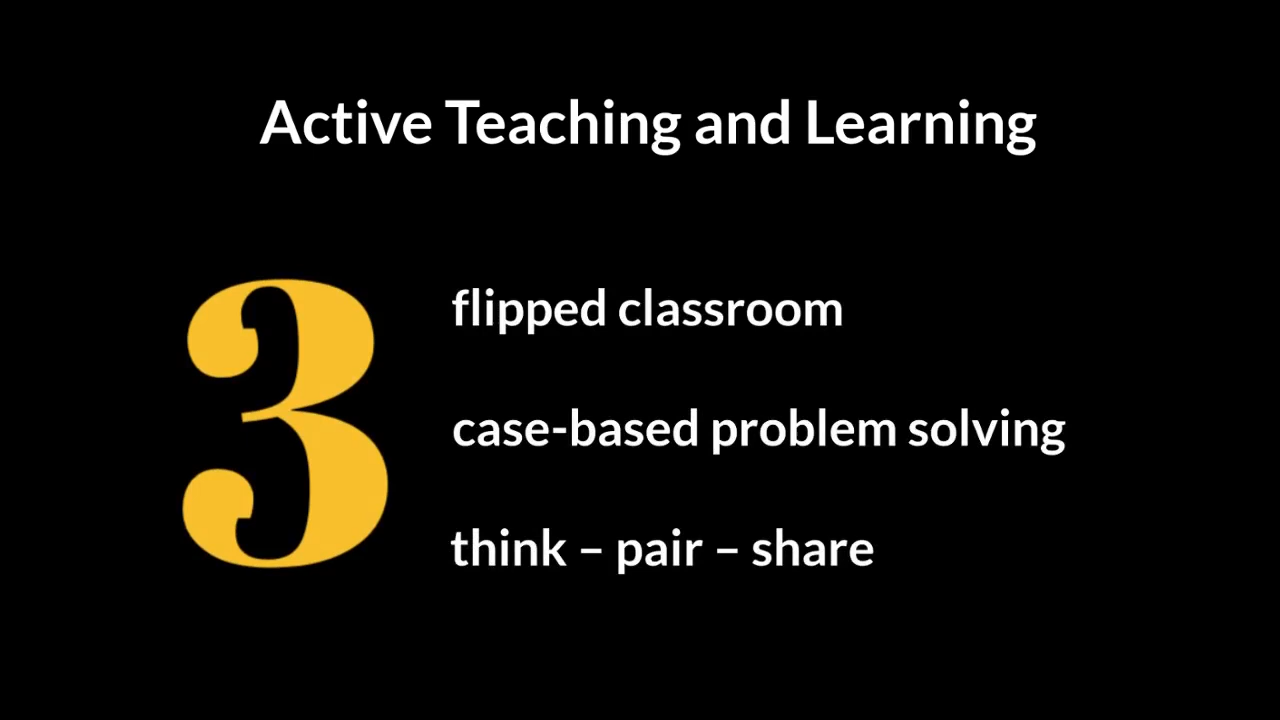 Active Teaching and Learning
3
flipped classroom
case-based problem solving
think – pair – share